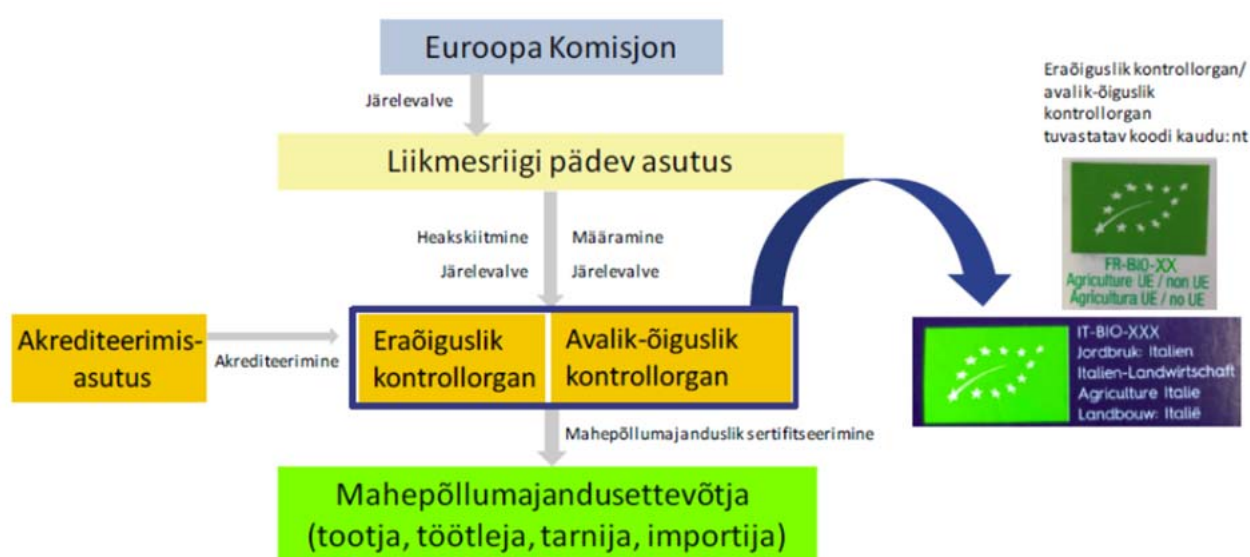 Euroopa Komisjon
Järelevalve
Liikmesriigi pädev asutus
Heakskiitmine
Järelevalve
Määramine
Järelevalve
Akrediteerimis-
asutus
Akrediteerimine
Eraõiguslik
kontrollorgan
Avalik-õiguslik
kontrollorgan
Mahepõllumajanduslik sertifitseerimine
Mahepõllumajandusettevõtja
(tootja, töötleja, tarnija, importija)
Eraõiguslik kontrollorgan/
avalik-õiguslik
kontrollorgan
tuvastatav koodi kaudu: nt
FR-BIO-XX
Agriculture UE / non UE
Agricultura UE / no UE
IT-BIO-XXX
Jordbruk: Italien
Italien-Landwirtschaft
Agriculture Italie
Landbouw: Italië